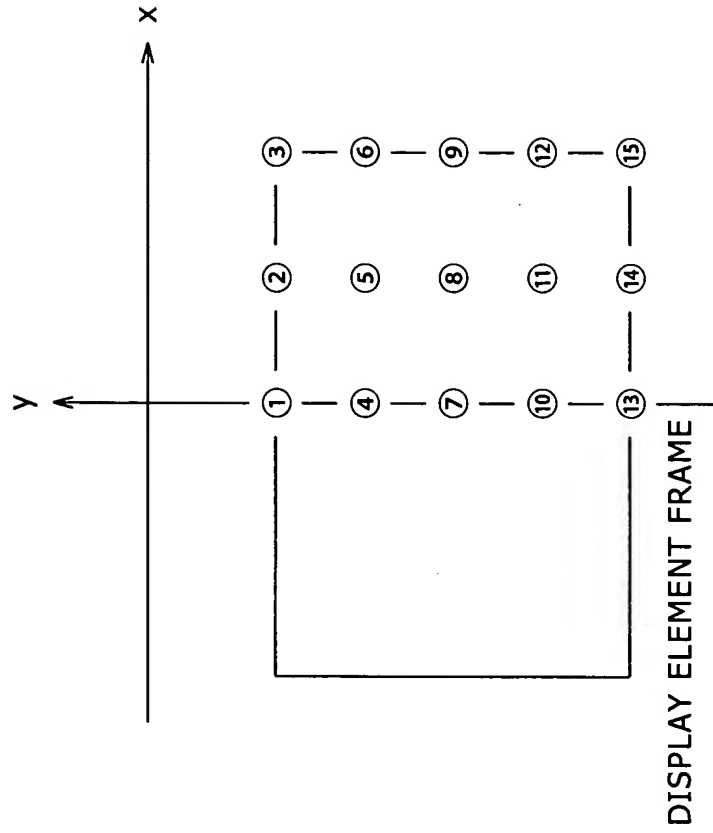 x
y
① ② ③
④ ⑤ ⑥
⑦ ⑧ ⑨
⑩ ⑪ ⑫
⑬ ⑭ ⑮
DISPLAY ELEMENT FRAME